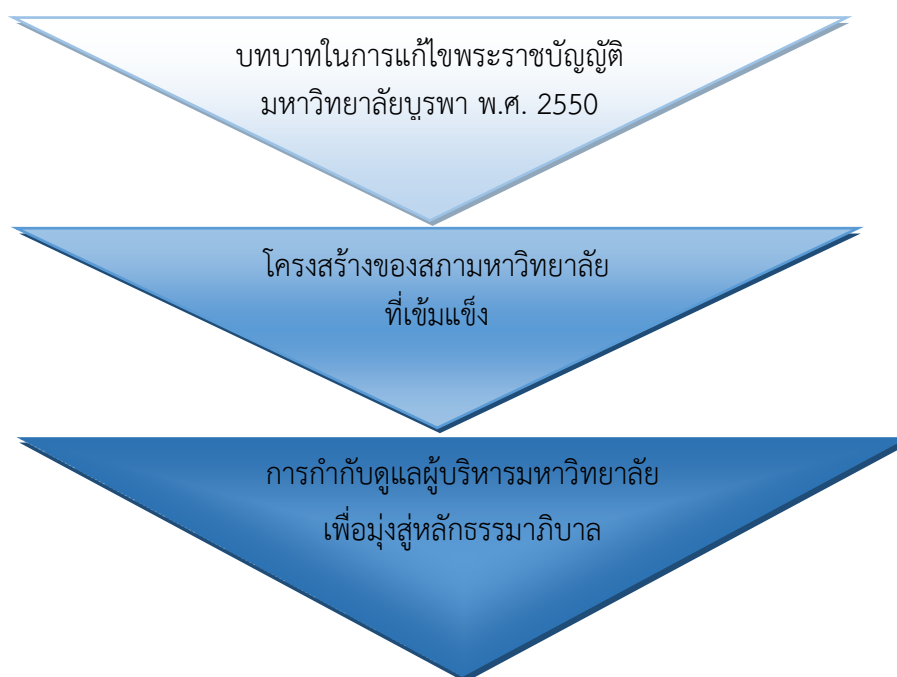 บทบาทในการแก้ไขพระราชบัญญัติ
มหาวิทยาลัยบูรพา พ.ศ. 2550
โครงสร้างของสภามหาวิทยาลัย
ที่เข้มแข็ง
การกำกับดูแลผู้บริหารมหาวิทยาลัย
เพื่อมุ่งสู่หลักธรรมาภิบาล